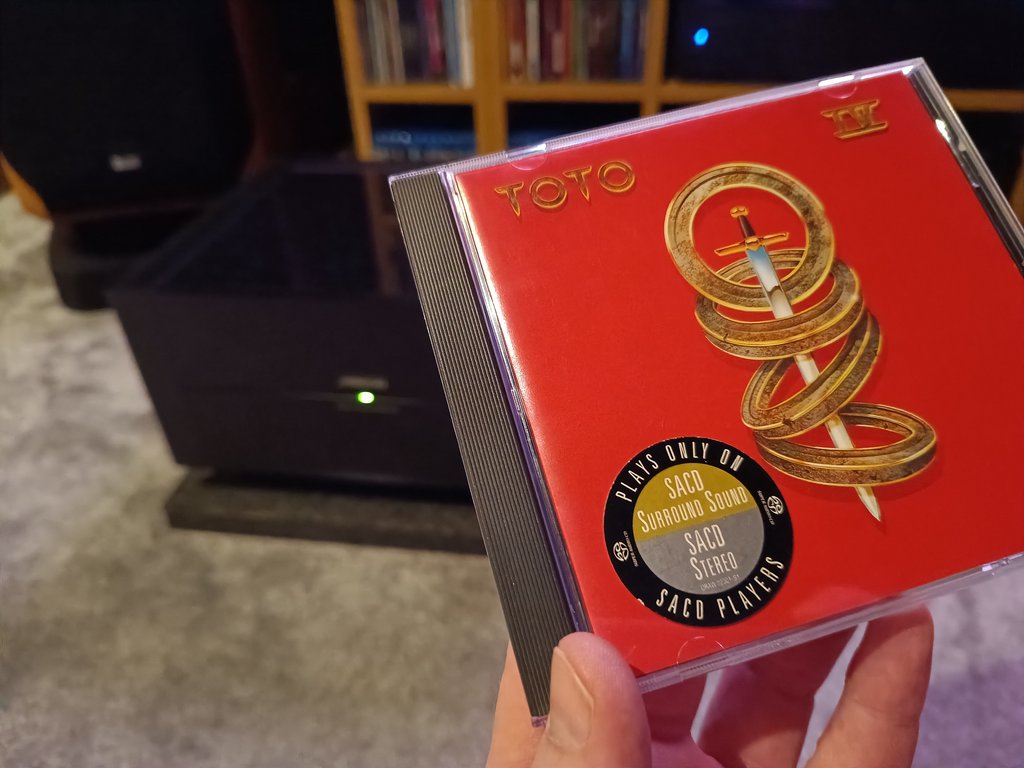 TOTO
IV
PLAYS ONLY ON
SACD
SURROUND SOUND
SACD
STEREO
SACD PLAYERS